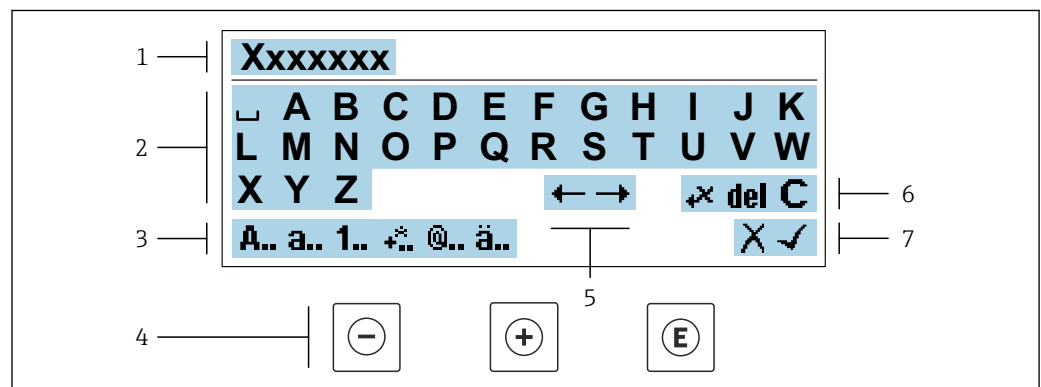 1 Xxxxxxx
2 ␣ A B C D E F G H I J K
L M N O P Q R S T U V W
X Y Z ← → ↚x del C 6
3 A.. a.. 1.. +*.. @.. ä.. X ✓ 7
5
4 − + E